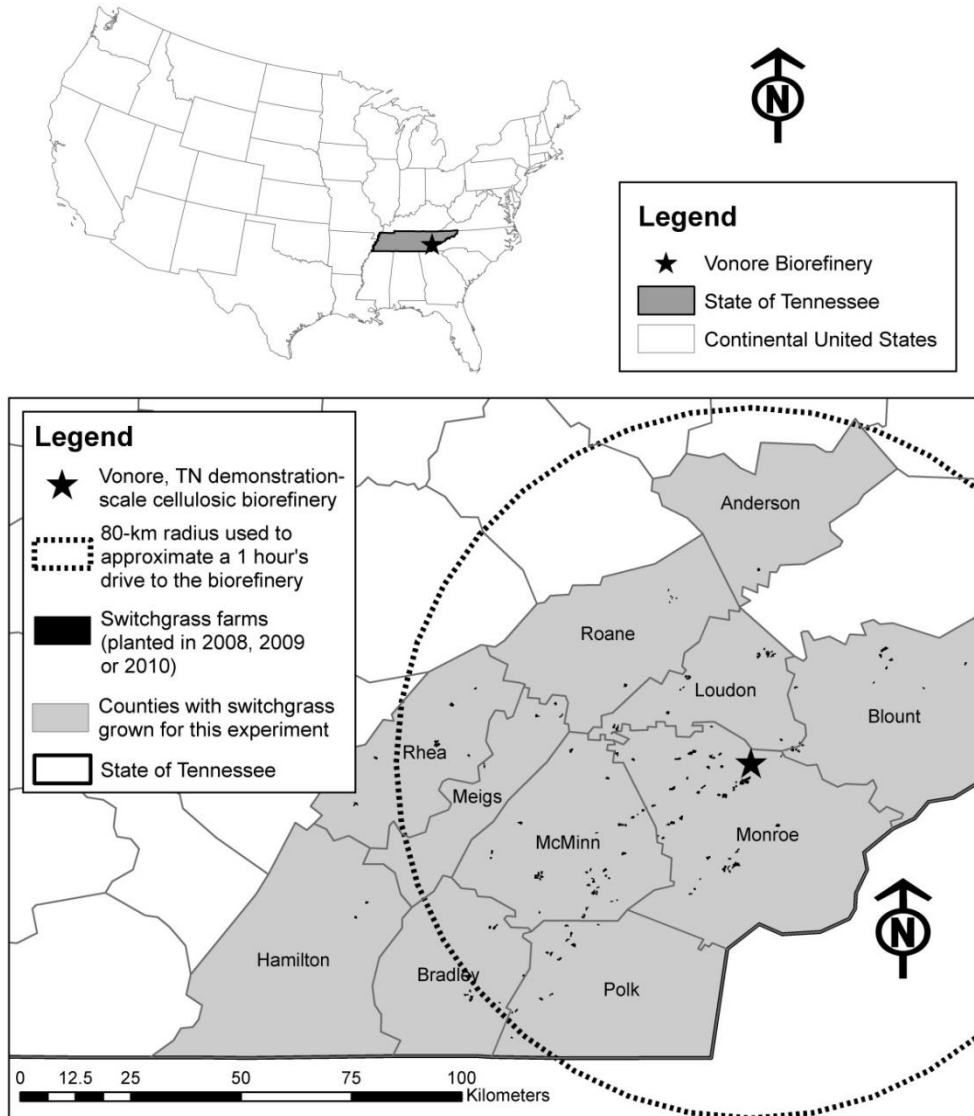 N
Legend
Vonore Biorefinery
State of Tennessee
Continental United States
Legend
Vonore, TN demonstration-
scale cellulosic biorefinery
80-km radius used to
approximate a 1 hour's
drive to the biorefinery
Switchgrass farms
(planted in 2008, 2009
or 2010)
Counties with switchgrass
grown for this experiment
State of Tennessee
Anderson
Roane
Loudon
Blount
Rhea
Meigs
McMinn
Monroe
Hamilton
Bradley
Polk
N
0 12.5 25 50 75 100
Kilometers